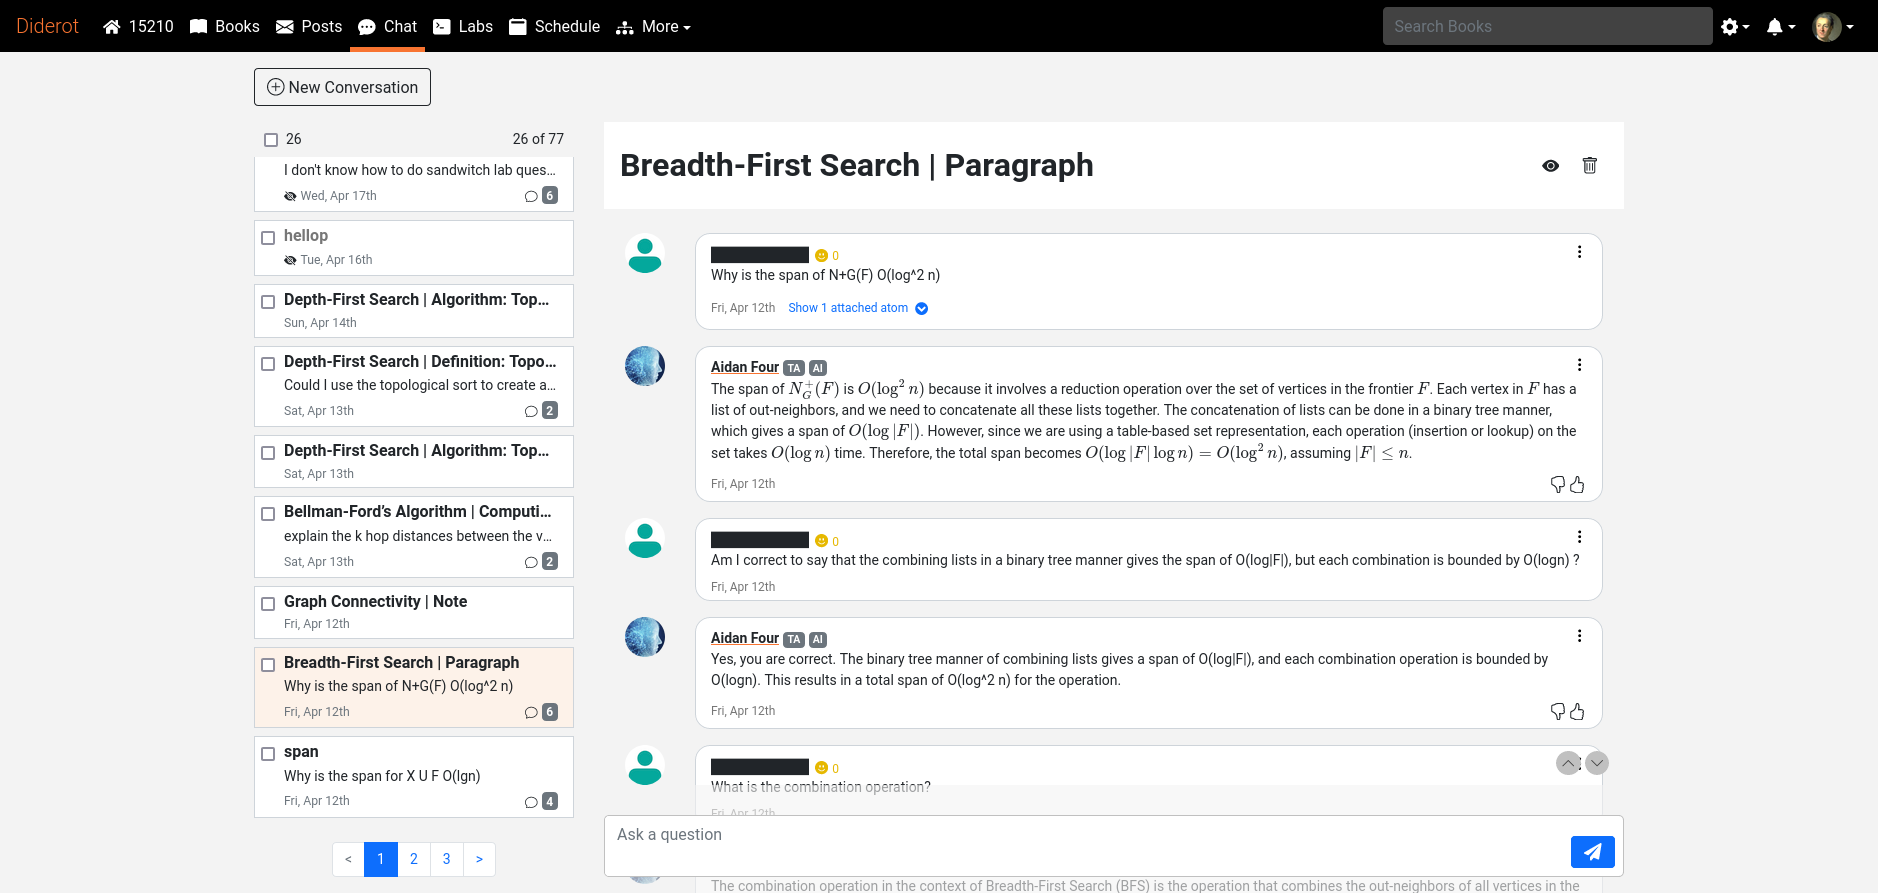 Diderot 15210 Books Posts Chat Labs Schedule More Search Books
New Conversation
26 26 of 77
I don't know how to do sandwitch lab ques…
Wed, Apr 17th 6
hellop
Tue, Apr 16th
Depth-First Search | Algorithm: Top…
Sun, Apr 14th
Depth-First Search | Definition: Topo…
Could I use the topological sort to create a…
Sat, Apr 13th 2
Depth-First Search | Algorithm: Top…
Sat, Apr 13th
Bellman-Ford’s Algorithm | Computi…
explain the k hop distances between the v…
Sat, Apr 13th 2
Graph Connectivity | Note
Fri, Apr 12th
Breadth-First Search | Paragraph
Why is the span of N+G(F) O(log^2 n)
Fri, Apr 12th 6
span
Why is the span for X U F O(lgn)
Fri, Apr 12th 4
< 1 2 3 >
Breadth-First Search | Paragraph
0
Why is the span of N+G(F) O(log^2 n)
Fri, Apr 12th Show 1 attached atom
Aidan Four TA AI
The span of N_G^+(F) is O(log² n) because it involves a reduction operation over the set of vertices in the frontier F. Each vertex in F has a
list of out-neighbors, and we need to concatenate all these lists together. The concatenation of lists can be done in a binary tree manner,
which gives a span of O(log |F|). However, since we are using a table-based set representation, each operation (insertion or lookup) on the
set takes O(log n) time. Therefore, the total span becomes O(log |F| log n) = O(log² n), assuming |F| ≤ n.
Fri, Apr 12th
0
Am I correct to say that the combining lists in a binary tree manner gives the span of O(log|F|), but each combination is bounded by O(logn) ?
Fri, Apr 12th
Aidan Four TA AI
Yes, you are correct. The binary tree manner of combining lists gives a span of O(log|F|), and each combination operation is bounded by
O(logn). This results in a total span of O(log^2 n) for the operation.
Fri, Apr 12th
0
What is the combination operation?
Fri, Apr 12th
Ask a question
The combination operation in the context of Breadth-First Search (BFS) is the operation that combines the out-neighbors of all vertices in the